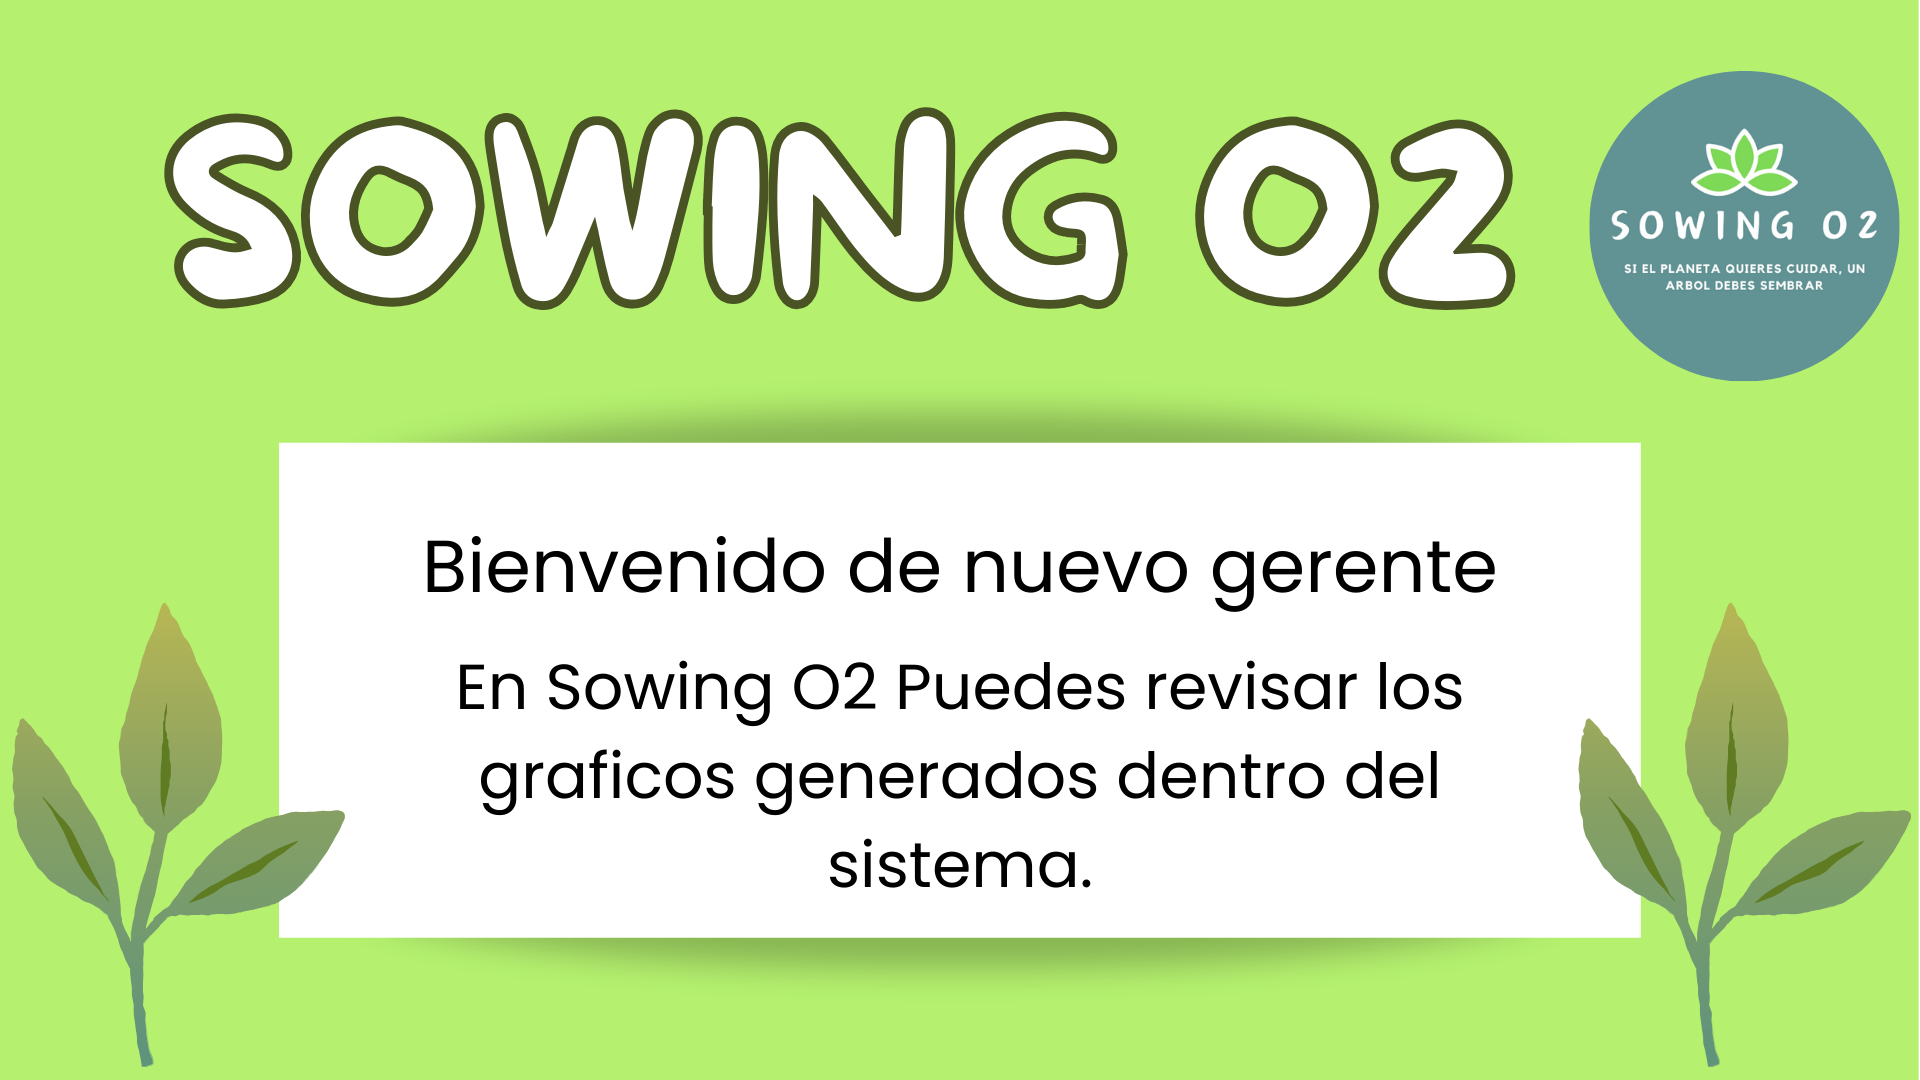 SOWING O2
SOWING O2
SI EL PLANETA QUIERES CUIDAR, UN
ARBOL DEBES SEMBRAR
Bienvenido de nuevo gerente
En Sowing O2 Puedes revisar los
graficos generados dentro del
sistema.